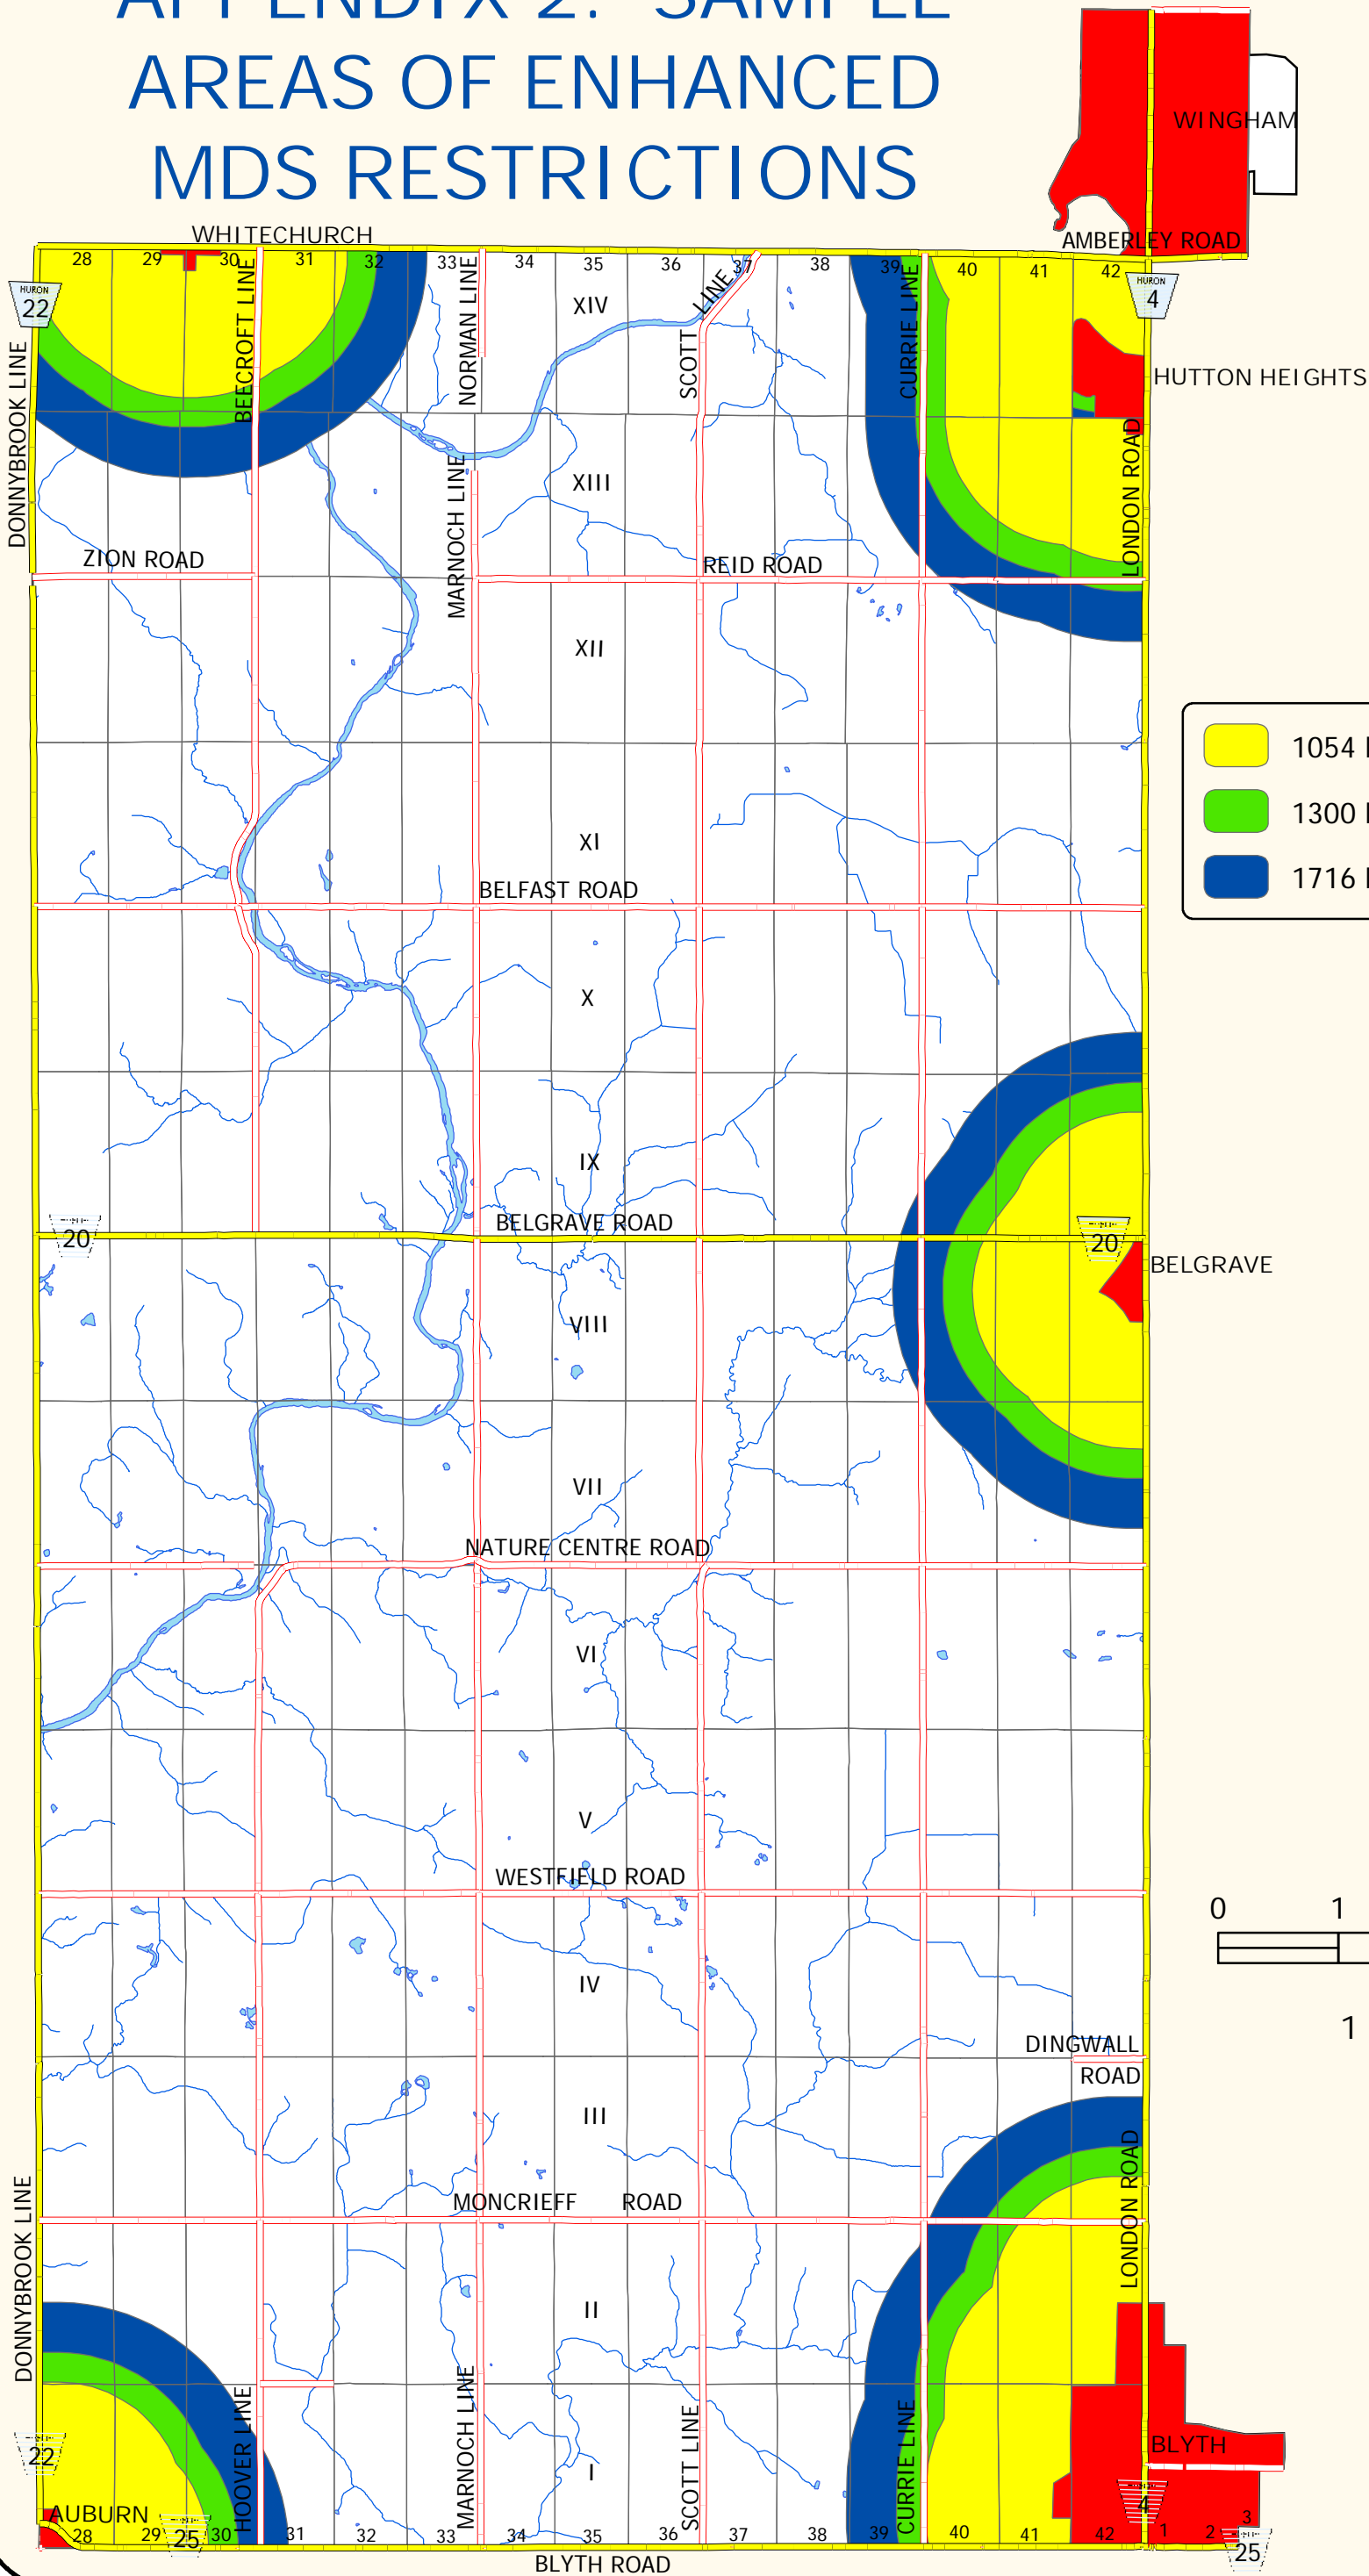 APPENDIX 2: SAMPLE
AREAS OF ENHANCED
MDS RESTRICTIONS
WINGHAM
WHITECHURCH
AMBERLEY ROAD
28 29 30 31 32 33 34 35 36 37 38 39 40 41 42
HURON
22
HURON
4
DONNYBROOK LINE
BEECROFT LINE
NORMAN LINE
SCOTT LINE
CURRIE LINE
XIV
HUTTON HEIGHTS
LONDON ROAD
MARNOCH LINE
XIII
ZION ROAD
REID ROAD
XII
1054
1300
1716
XI
BELFAST ROAD
X
IX
BELGRAVE ROAD
20
20
BELGRAVE
VIII
VII
NATURE CENTRE ROAD
VI
V
WESTFIELD ROAD
0 1
IV
1
DINGWALL
ROAD
III
LONDON ROAD
MONCRIEFF ROAD
DONNYBROOK LINE
II
HOOVER LINE
MARNOCH LINE
SCOTT LINE
CURRIE LINE
22
BLYTH
I
4
AUBURN
25
28 29 30 31 32 33 34 35 36 37 38 39 40 41 42 1 2 3
25
BLYTH ROAD